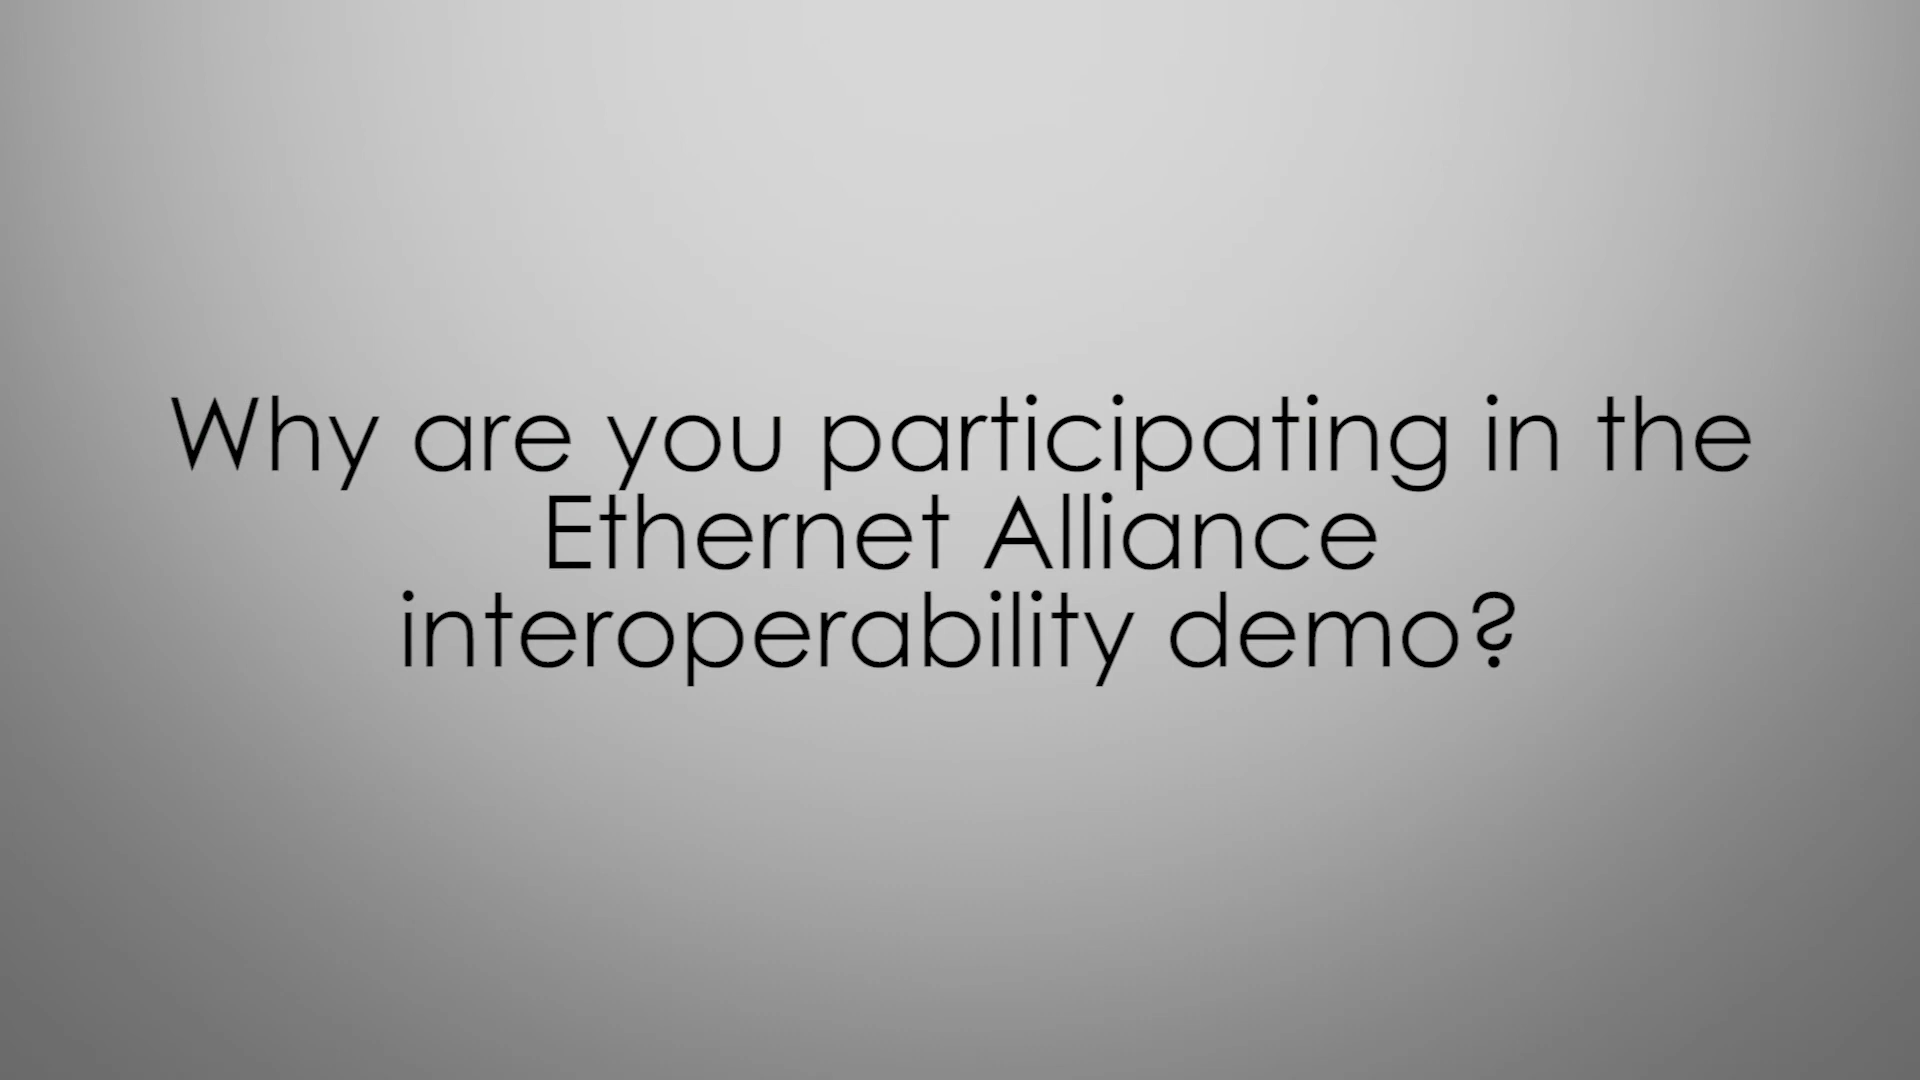 Why are you participating in the
Ethernet Alliance
interoperability demo?